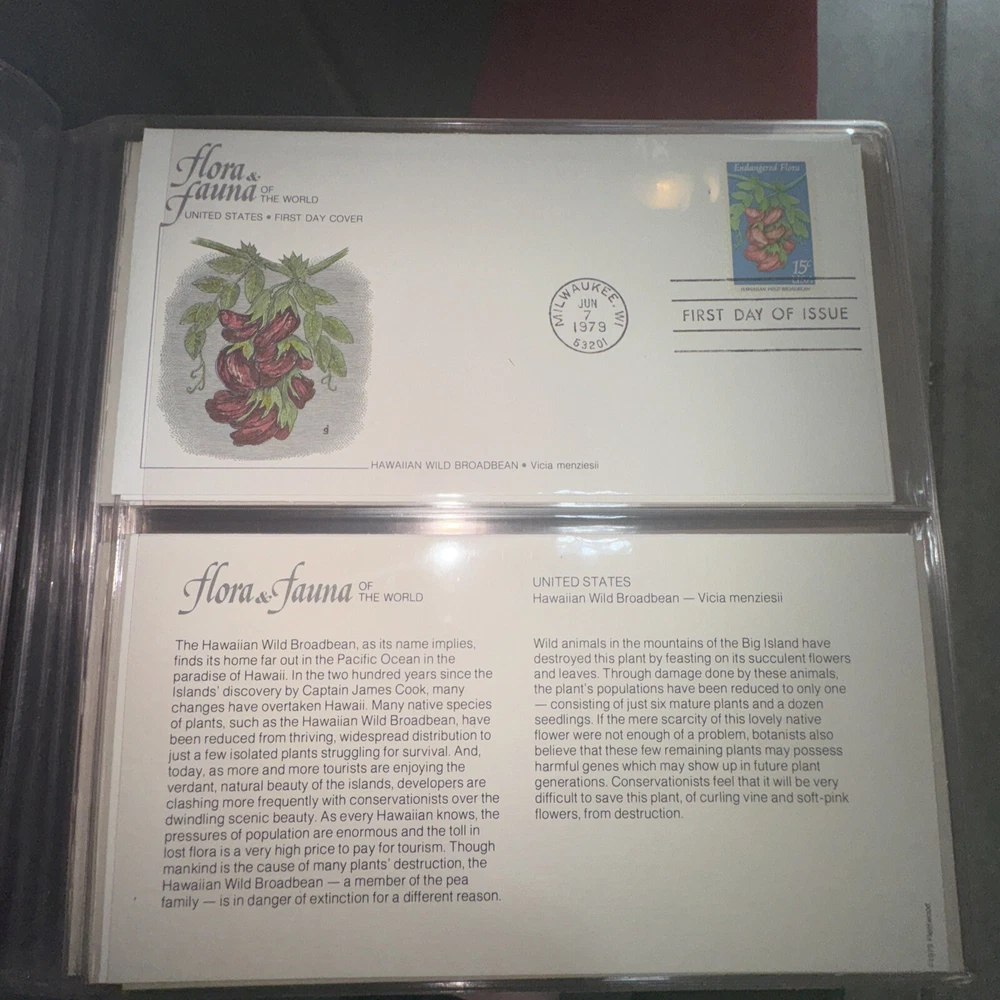 flora &
fauna OF
THE WORLD
UNITED STATES • FIRST DAY COVER
Endangered Flora
15c
USA
HAWAIIAN WILD BROADBEAN
MILWAUKEE, WI
JUN
7
1979
53201
FIRST DAY OF ISSUE
HAWAIIAN WILD BROADBEAN • Vicia menziesii
flora & fauna OF
THE WORLD
The Hawaiian Wild Broadbean, as its name implies,
finds its home far out in the Pacific Ocean in the
paradise of Hawaii. In the two hundred years since the
Islands' discovery by Captain James Cook, many
changes have overtaken Hawaii. Many native species
of plants, such as the Hawaiian Wild Broadbean, have
been reduced from thriving, widespread distribution to
just a few isolated plants struggling for survival. And,
today, as more and more tourists are enjoying the
verdant, natural beauty of the islands, developers are
clashing more frequently with conservationists over the
dwindling scenic beauty. As every Hawaiian knows, the
pressures of population are enormous and the toll in
lost flora is a very high price to pay for tourism. Though
mankind is the cause of many plants' destruction, the
Hawaiian Wild Broadbean — a member of the pea
family — is in danger of extinction for a different reason.
UNITED STATES
Hawaiian Wild Broadbean — Vicia menziesii
Wild animals in the mountains of the Big Island have
destroyed this plant by feasting on its succulent flowers
and leaves. Through damage done by these animals,
the plant's populations have been reduced to only one
— consisting of just six mature plants and a dozen
seedlings. If the mere scarcity of this lovely native
flower were not enough of a problem, botanists also
believe that these few remaining plants may possess
harmful genes which may show up in future plant
generations. Conservationists feel that it will be very
difficult to save this plant, of curling vine and soft-pink
flowers, from destruction.
©1979 Fleetwood